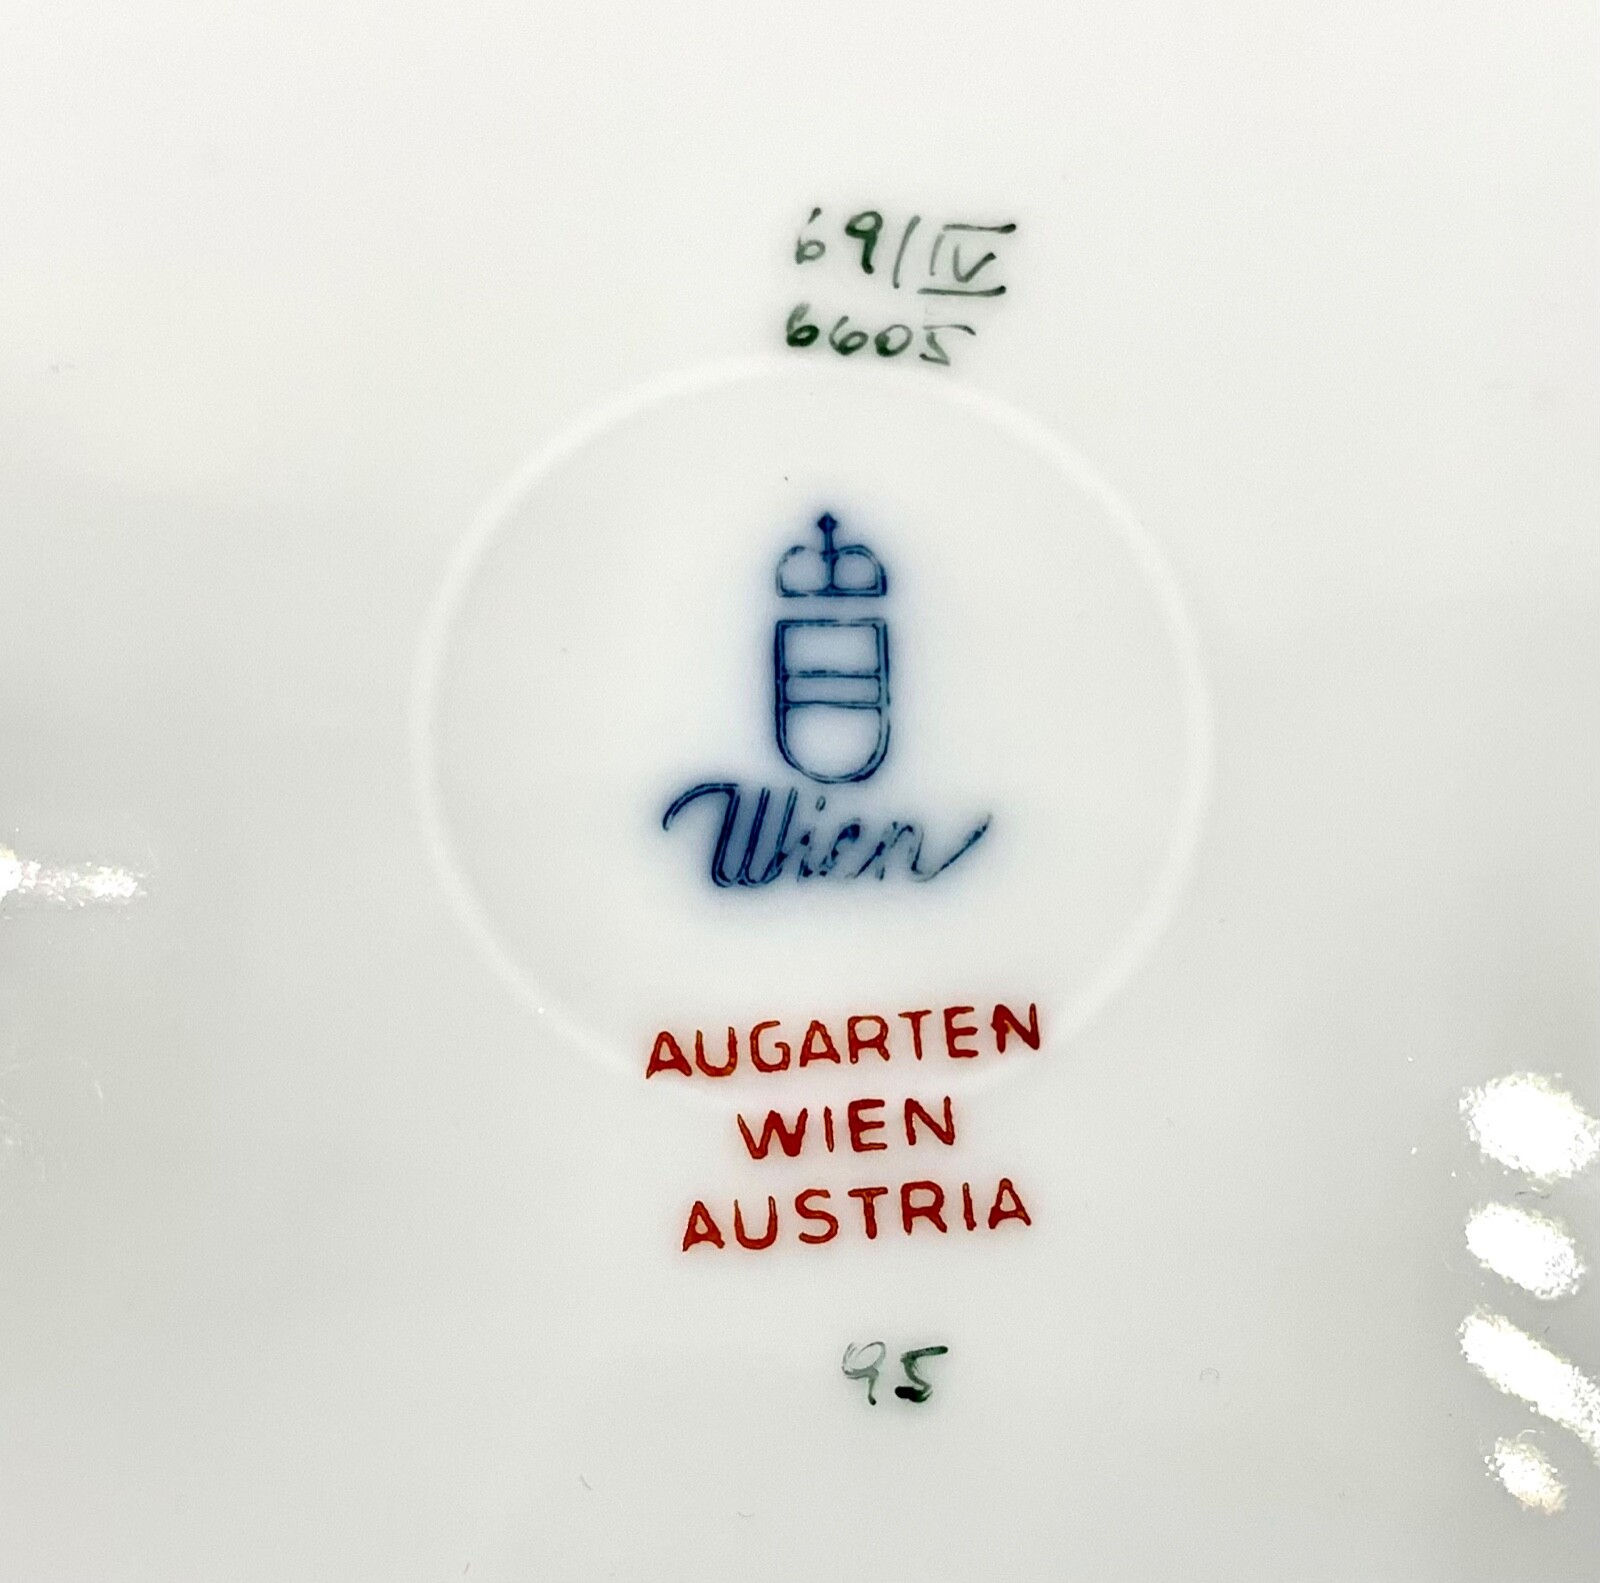 69/IV
6605
Wien
AUGARTEN
WIEN
AUSTRIA
95